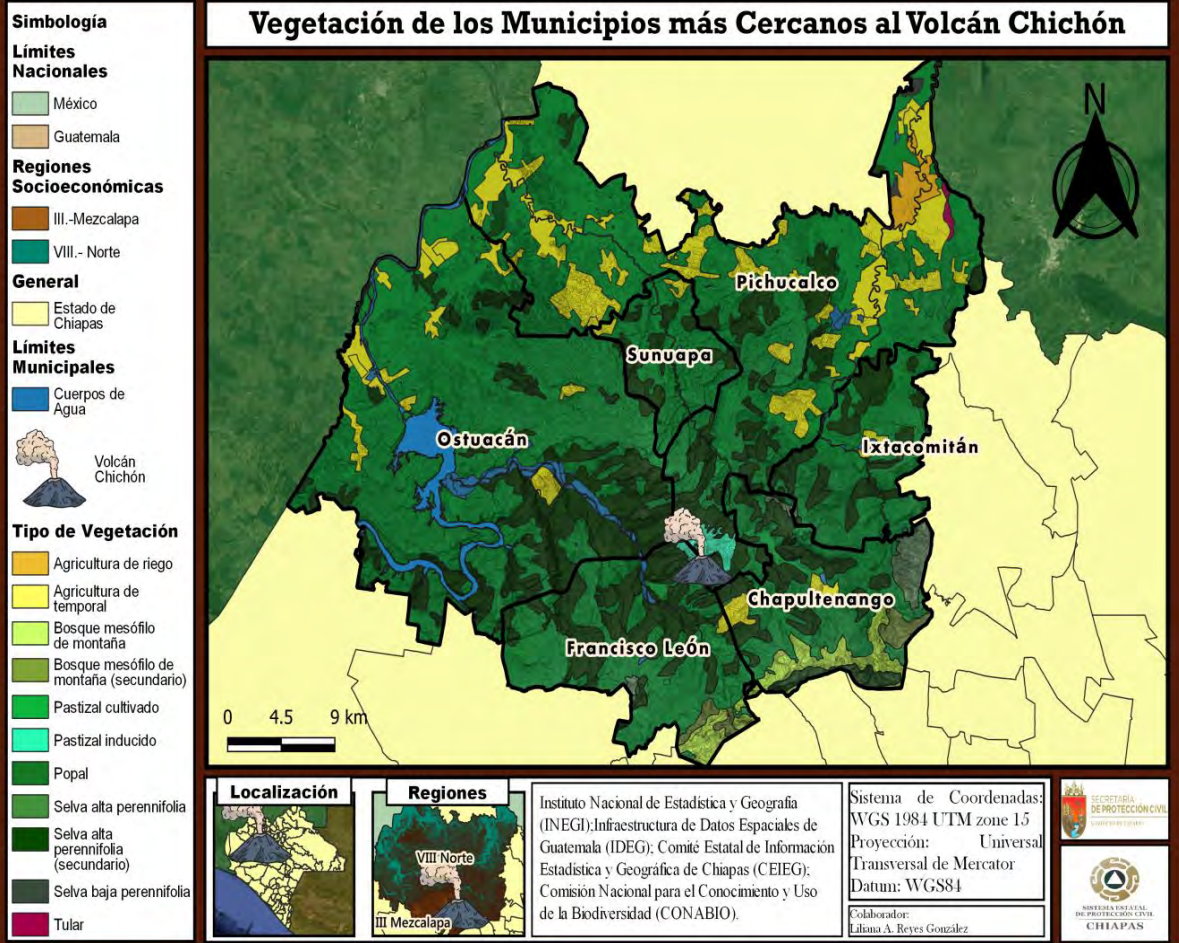 Simbología
Límites
Nacionales
México
Guatemala
Regiones
Socioeconómicas
III.-Mezcalapa
VIII.- Norte
General
Estado de
Chiapas
Límites
Municipales
Cuerpos de
Agua
Volcán
Chichón
Tipo de Vegetación
Agricultura de riego
Agricultura de
temporal
Bosque mesófilo
de montaña
Bosque mesófilo de
montaña (secundario)
Pastizal cultivado
Pastizal inducido
Popal
Selva alta perennifolia
Selva alta
perennifolia
(secundario)
Selva baja perennifolia
Tular
Vegetación de los Municipios más Cercanos al Volcán Chichón
N
Pichucalco
Sunuapa
Ostuacán
Ixtacomitán
Chapultenango
Francisco León
0 4.5 9 km
Localización
Regiones
VIII Norte
III Mezcalapa
Instituto Nacional de Estadística y Geografía
(INEGI);Infraestructura de Datos Espaciales de
Guatemala (IDEG); Comité Estatal de Información
Estadística y Geográfica de Chiapas (CEIEG);
Comisión Nacional para el Conocimiento y Uso
de la Biodiversidad (CONABIO).
Sistema de Coordenadas:
WGS 1984 UTM zone 15
Proyección: Universal
Transversal de Mercator
Datum: WGS84
Colaborador:
Liliana A. Reyes González
SECRETARÍA
DE PROTECCIÓN CIVIL
SISTEMA ESTATAL
DE PROTECCIÓN CIVIL
CHIAPAS